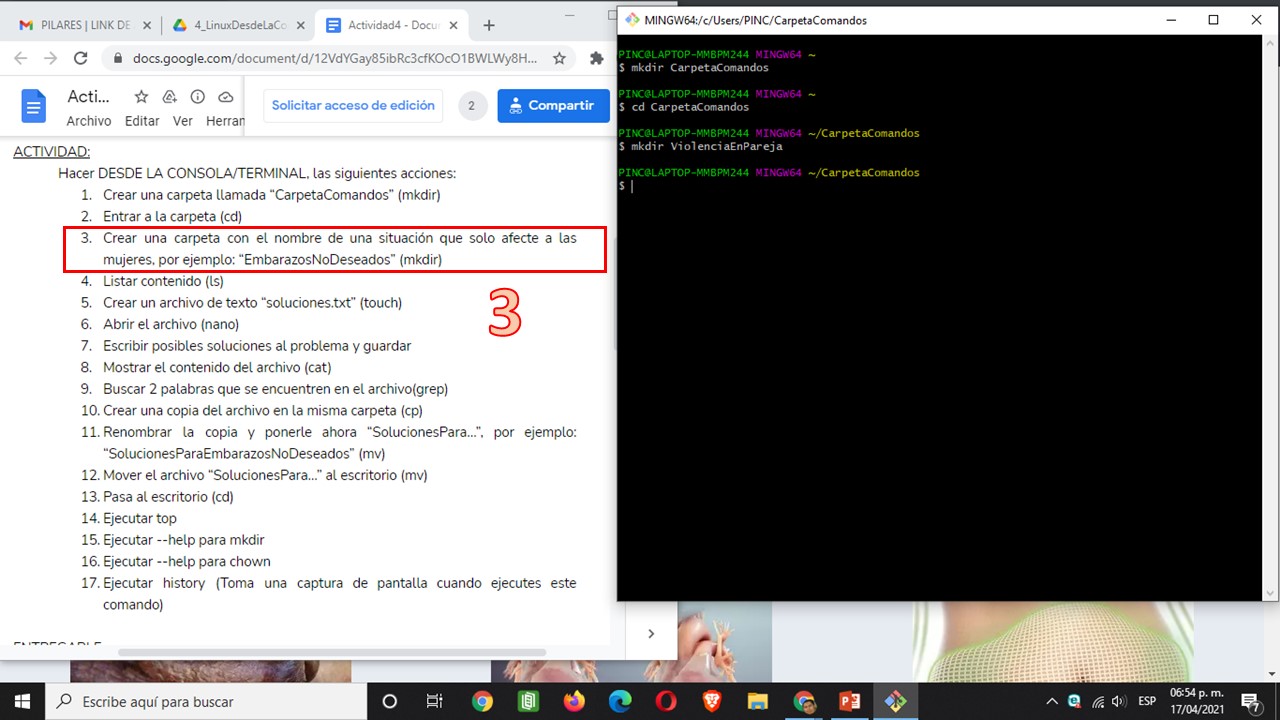 PILARES | LINK DE
4_LinuxDesdeLaCo
Actividad4 - Docu
docs.google.com/document/d/12VdYGay85ibRc3cfKOcO1BWLWy8H...
Acti...
Archivo Editar Ver Herran
Solicitar acceso de edición
2
Compartir
ACTIVIDAD:
Hacer DESDE LA CONSOLA/TERMINAL, las siguientes acciones:
1. Crear una carpeta llamada “CarpetaComandos” (mkdir)
2. Entrar a la carpeta (cd)
3. Crear una carpeta con el nombre de una situación que solo afecte a las
mujeres, por ejemplo: “EmbarazosNoDeseados” (mkdir)
4. Listar contenido (ls)
5. Crear un archivo de texto “soluciones.txt” (touch)
6. Abrir el archivo (nano)
7. Escribir posibles soluciones al problema y guardar
8. Mostrar el contenido del archivo (cat)
9. Buscar 2 palabras que se encuentren en el archivo(grep)
10. Crear una copia del archivo en la misma carpeta (cp)
11. Renombrar la copia y ponerle ahora “SolucionesPara...”, por ejemplo:
“SolucionesParaEmbarazosNoDeseados” (mv)
12. Mover el archivo “SolucionesPara...” al escritorio (mv)
13. Pasa al escritorio (cd)
14. Ejecutar top
15. Ejecutar --help para mkdir
16. Ejecutar --help para chown
17. Ejecutar history (Toma una captura de pantalla cuando ejecutes este
comando)
3
MINGW64:/c/Users/PINC/CarpetaComandos
PINC@LAPTOP-MMBPM244 MINGW64 ~
$ mkdir CarpetaComandos
PINC@LAPTOP-MMBPM244 MINGW64 ~
$ cd CarpetaComandos
PINC@LAPTOP-MMBPM244 MINGW64 ~/CarpetaComandos
$ mkdir ViolenciaEnPareja
PINC@LAPTOP-MMBPM244 MINGW64 ~/CarpetaComandos
$
Escribe aquí para buscar
ESP
06:54 p. m.
17/04/2021
7